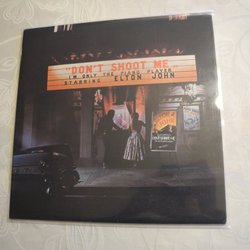 "DON'T SHOOT ME
I'M ONLY THE PIANO PLAYER"
STARRING ELTON JOHN